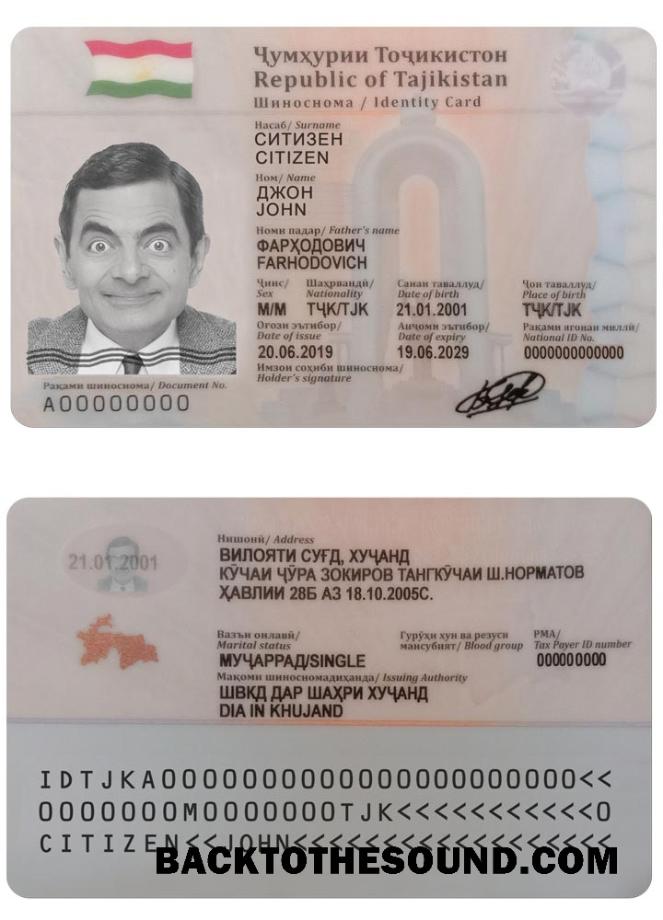 Ҷумҳурии Тоҷикистон
Republic of Tajikistan
Шиноснома / Identity Card
Насаб/ Surname
СИТИЗЕН
CITIZEN
Ном/ Name
ДЖОН
JOHN
Номи падар/ Father's name
ФАРҲОДОВИЧ
FARHODOVICH
Ҷинс/ Шаҳрвандӣ/ Санаи таваллуд/ Ҷои таваллуд/
Sex Nationality Date of birth Place of birth
М/M ТҶК/TJK 21.01.2001 ТҶК/TJK
Оғози эътибор/ Анҷоми эътибор/ Рақами ягонаи миллӣ/
Date of issue Date of expiry National ID No.
20.06.2019 19.06.2029 0000000000000
Имзои соҳиби шиноснома/
Holder's signature
Рақами шиноснома/ Document No.
A00000000
21.01.2001
Нишонӣ/ Address
ВИЛОЯТИ СУҒД, ХУҶАНД
КӮЧАИ ҶӮРА ЗОКИРОВ ТАНГКӮЧАИ Ш.НОРМАТОВ
ҲАВЛИИ 28Б АЗ 18.10.2005С.
Вазъи оилавӣ/ Гурӯҳи хун ва резуси РМА/
Marital status мансубият/ Blood group Tax Payer ID number
МУҶАРРАД/SINGLE 000000000
Мақоми шиносномадиҳанда/ Issuing Authority
ШВКД ДАР ШАҲРИ ХУҶАНД
DIA IN KHUJAND
IDTJKA00000000000000000000000<<
0000000M0000000TJK<<<<<<<<<<<0
CITIZEN<<JOHN<<<<<<<<<<<<<<<<<
BACKTOTHESOUND.COM